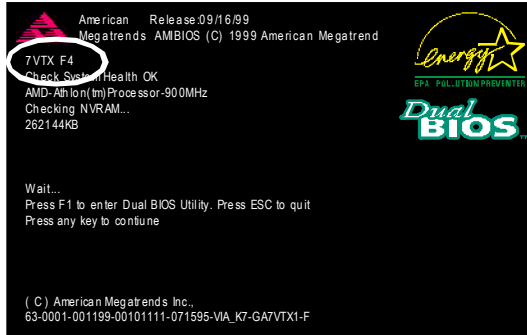 American Release:09/16/99
Megatrends AMIBIOS (C) 1999 American Megatrend
7VTX F4
Check System Health OK
AMD-Athlon(tm)Processor-900MHz
Checking NVRAM...
262144KB
energy
EPA POLLUTION PREVENTER
Dual
BIOS TM
Wait...
Press F1 to enter Dual BIOS Utility. Press ESC to quit
Press any key to contiune
( C ) American Megatrends Inc.,
63-0001-001199-00101111-071595-VIA_K7-GA7VTX1-F